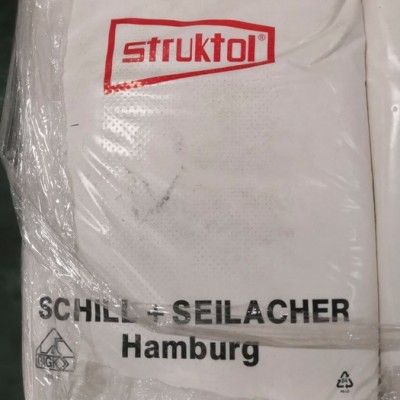 struktol®
SCHILL + SEILACHER
Hamburg